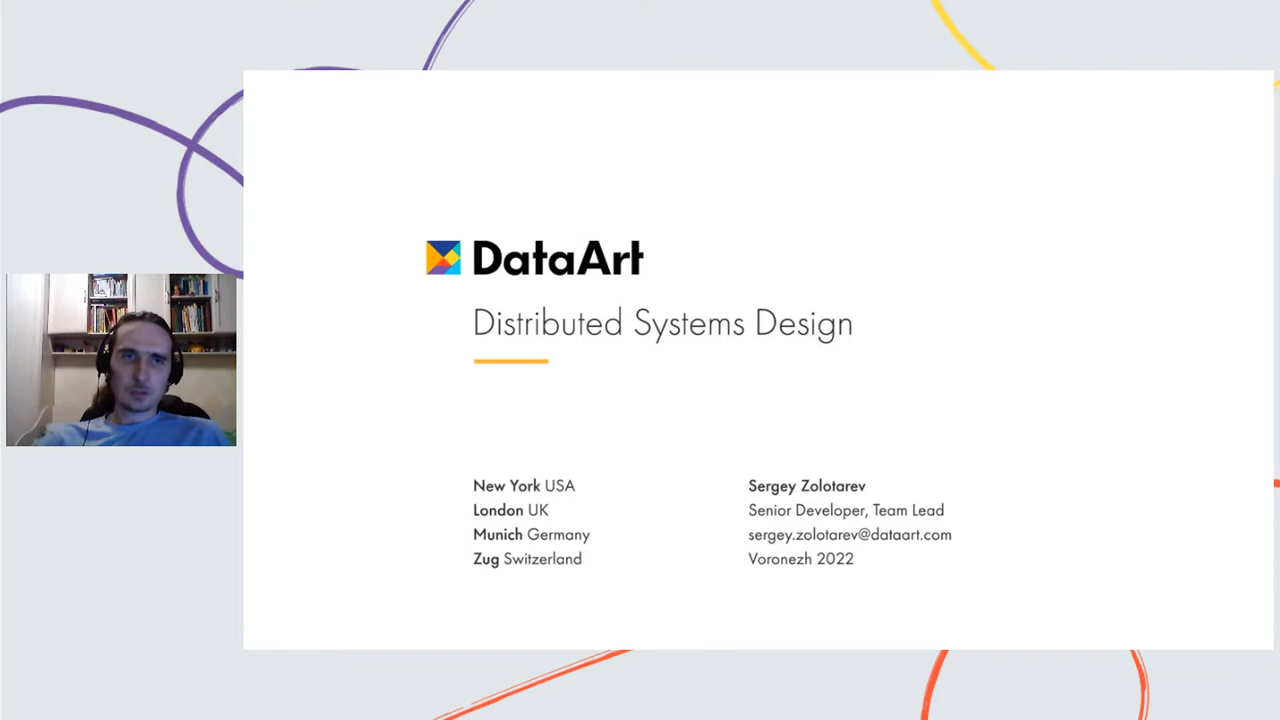 DataArt
Distributed Systems Design
New York USA
London UK
Munich Germany
Zug Switzerland
Sergey Zolotarev
Senior Developer, Team Lead
sergey.zolotarev@dataart.com
Voronezh 2022